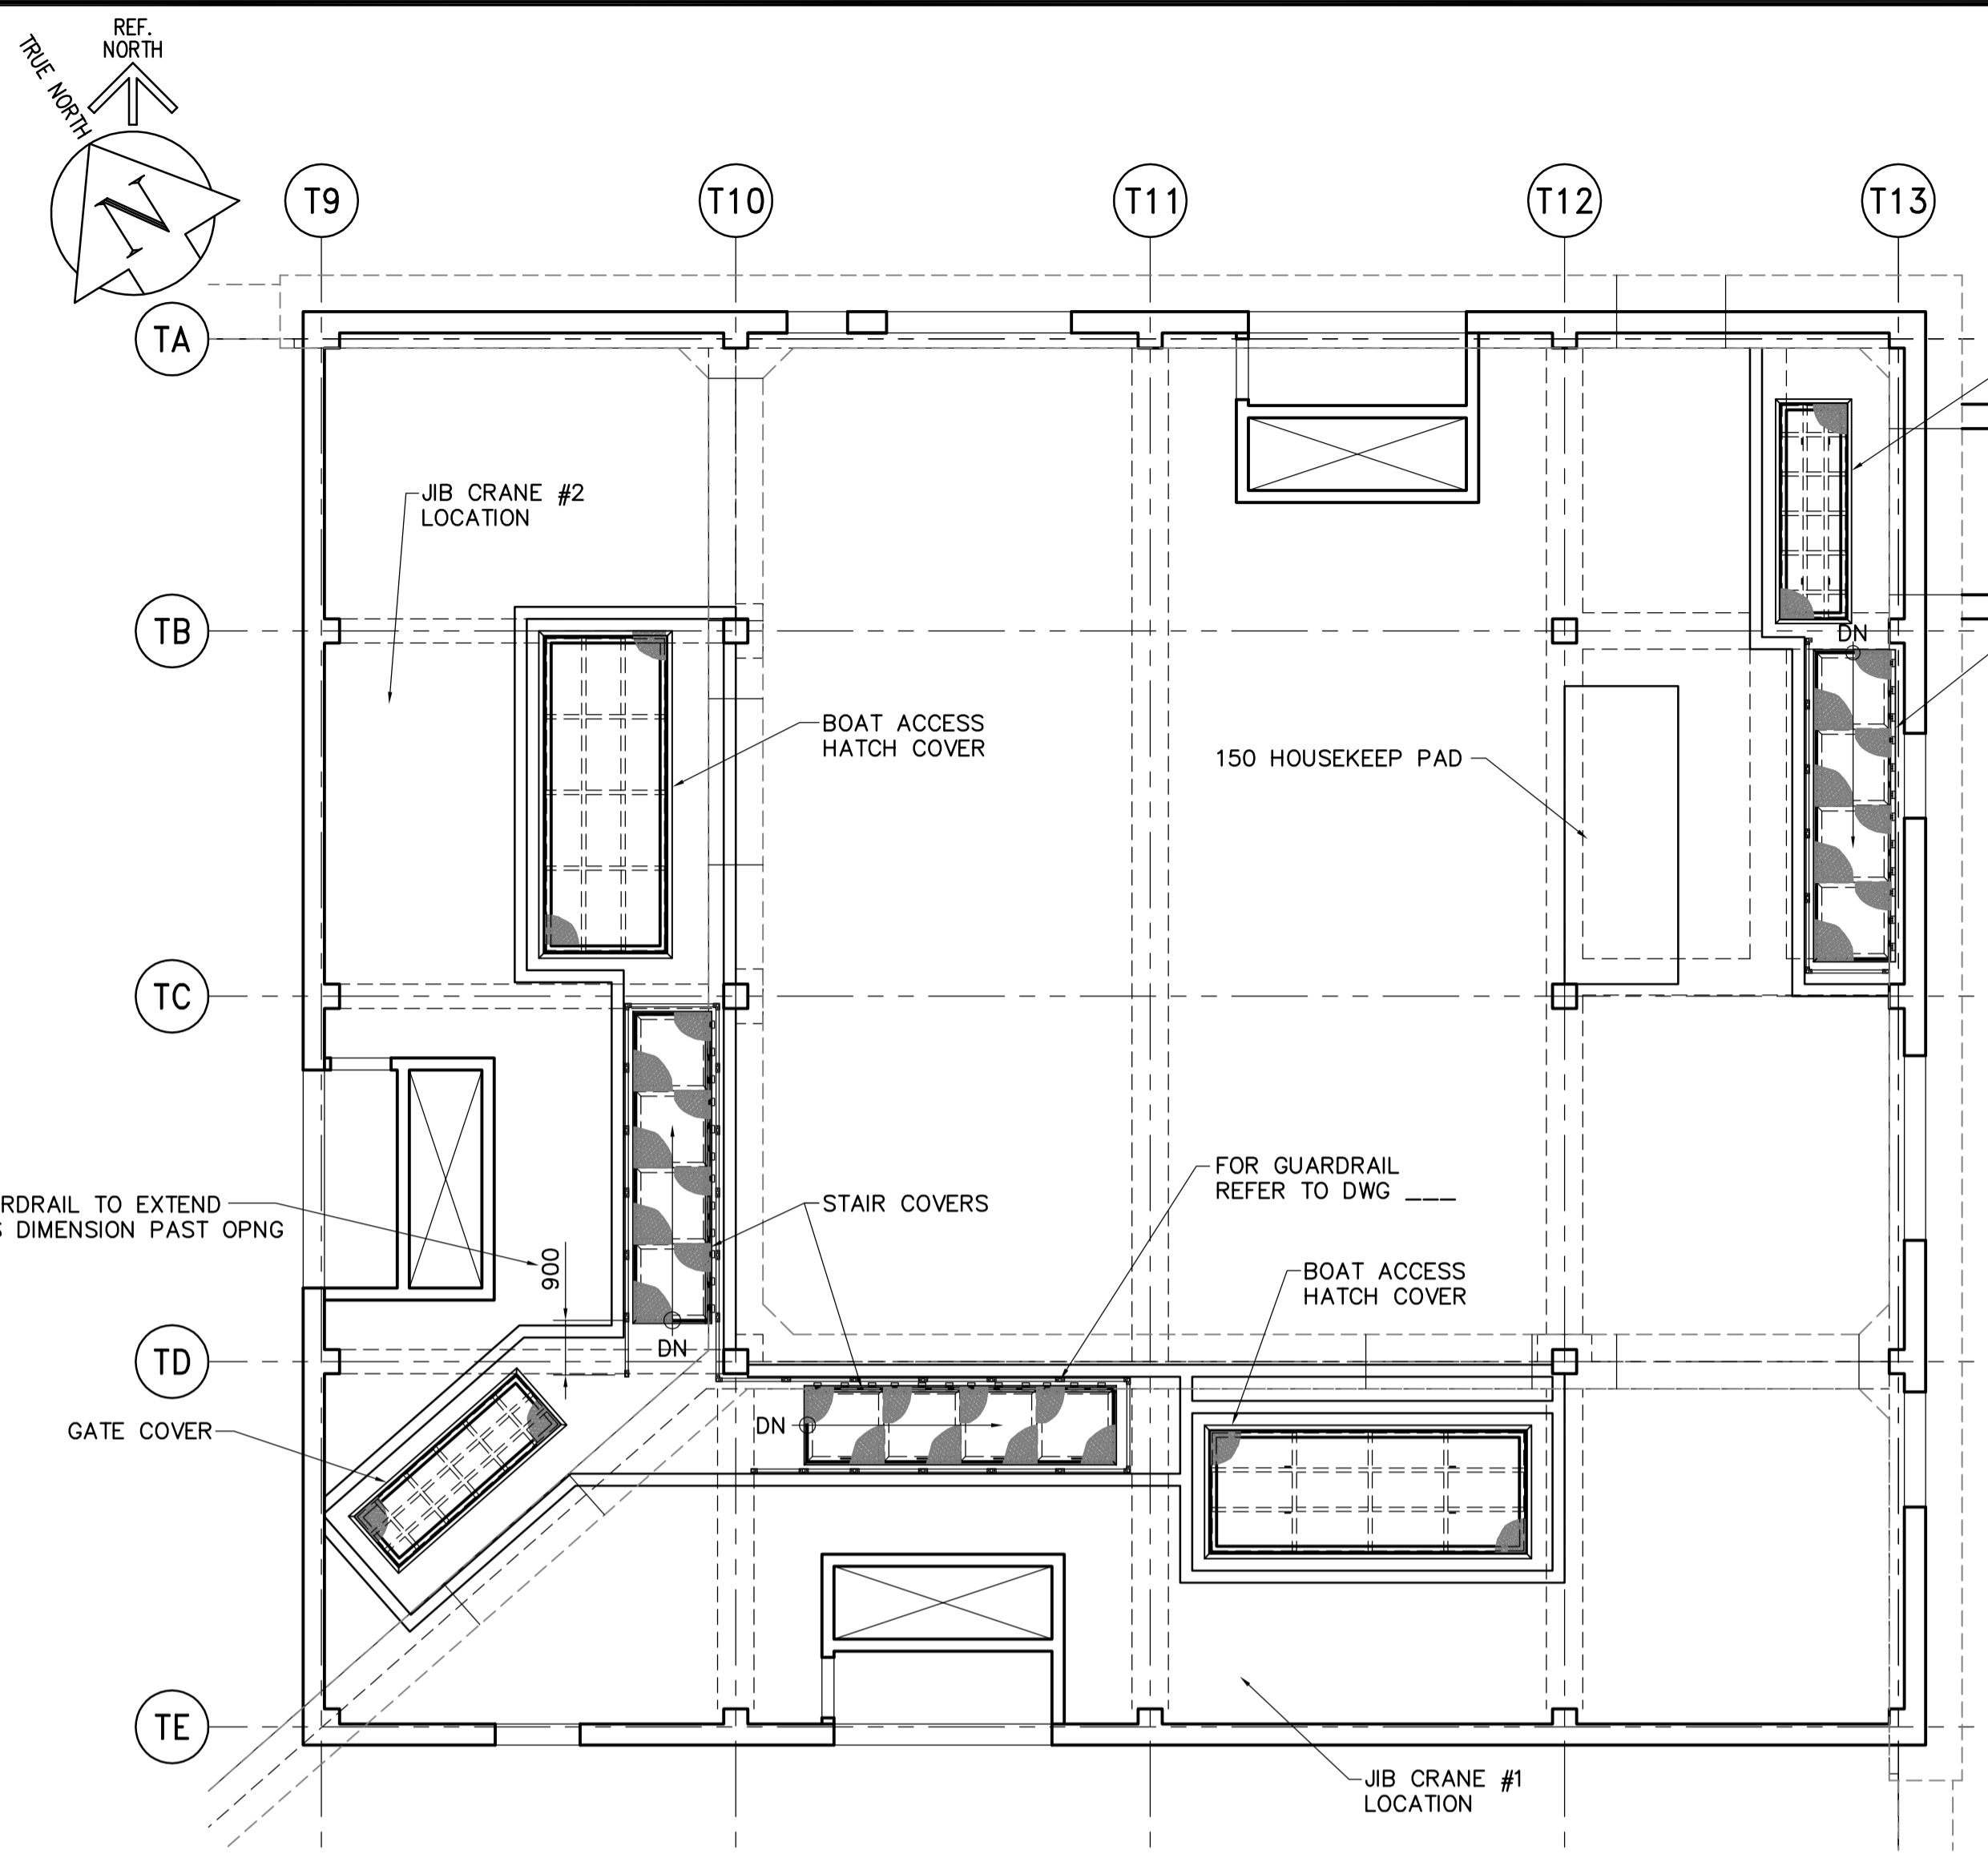 REF.
NORTH
TRUE NORTH
N
T9
T10
T11
T12
T13
TA
JIB CRANE #2
LOCATION
TB
DN
BOAT ACCESS
HATCH COVER
150 HOUSEKEEP PAD
TC
RDRAIL TO EXTEND
DIMENSION PAST OPNG
900
STAIR COVERS
FOR GUARDRAIL
REFER TO DWG ___
BOAT ACCESS
HATCH COVER
DN
TD
GATE COVER
DN
TE
JIB CRANE #1
LOCATION